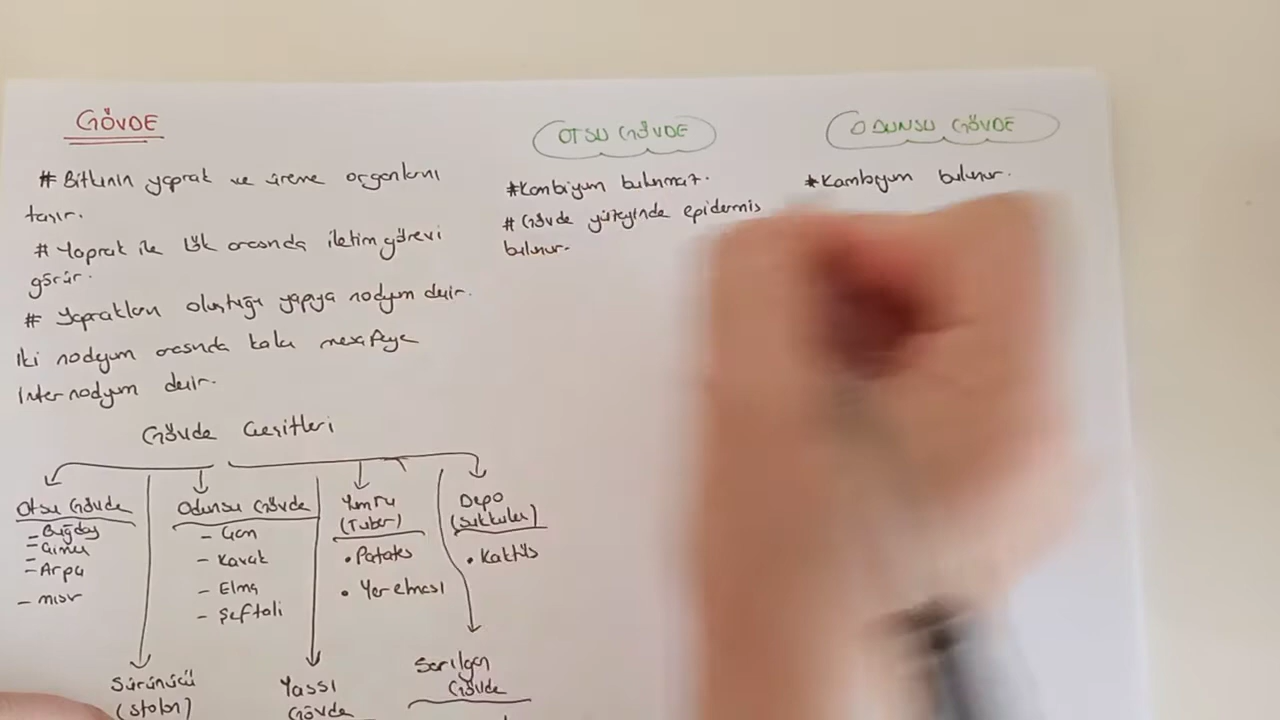 GÖVDE
# Bitkinin yaprak ve üreme organlarını
taşır.
# Yaprak ile kök arasında iletim görevi
görür.
# Yaprakların oluştuğu yapıya nodyum denir.
İki nodyum arasında kalan mesafeye
internodyum denir.
Gövde Çeşitleri
Otsu Gövde
- Buğday
- Arpa
- mısır
Odunsu Gövde
- Çam
- Kavak
- Elma
- Şeftali
Yumru
(Tuber)
• Patates
• Yer elması
Depo
(Sukkulent)
• Kaktüs
Sürünücü
(stolon)
Yassı
Gövde
Sarılgan
Gövde
OTSU GÖVDE
* Kambiyum bulunmaz.
# Gövde yüzeyinde epidermis
bulunur.
ODUNSU GÖVDE
* Kambiyum bulunur.